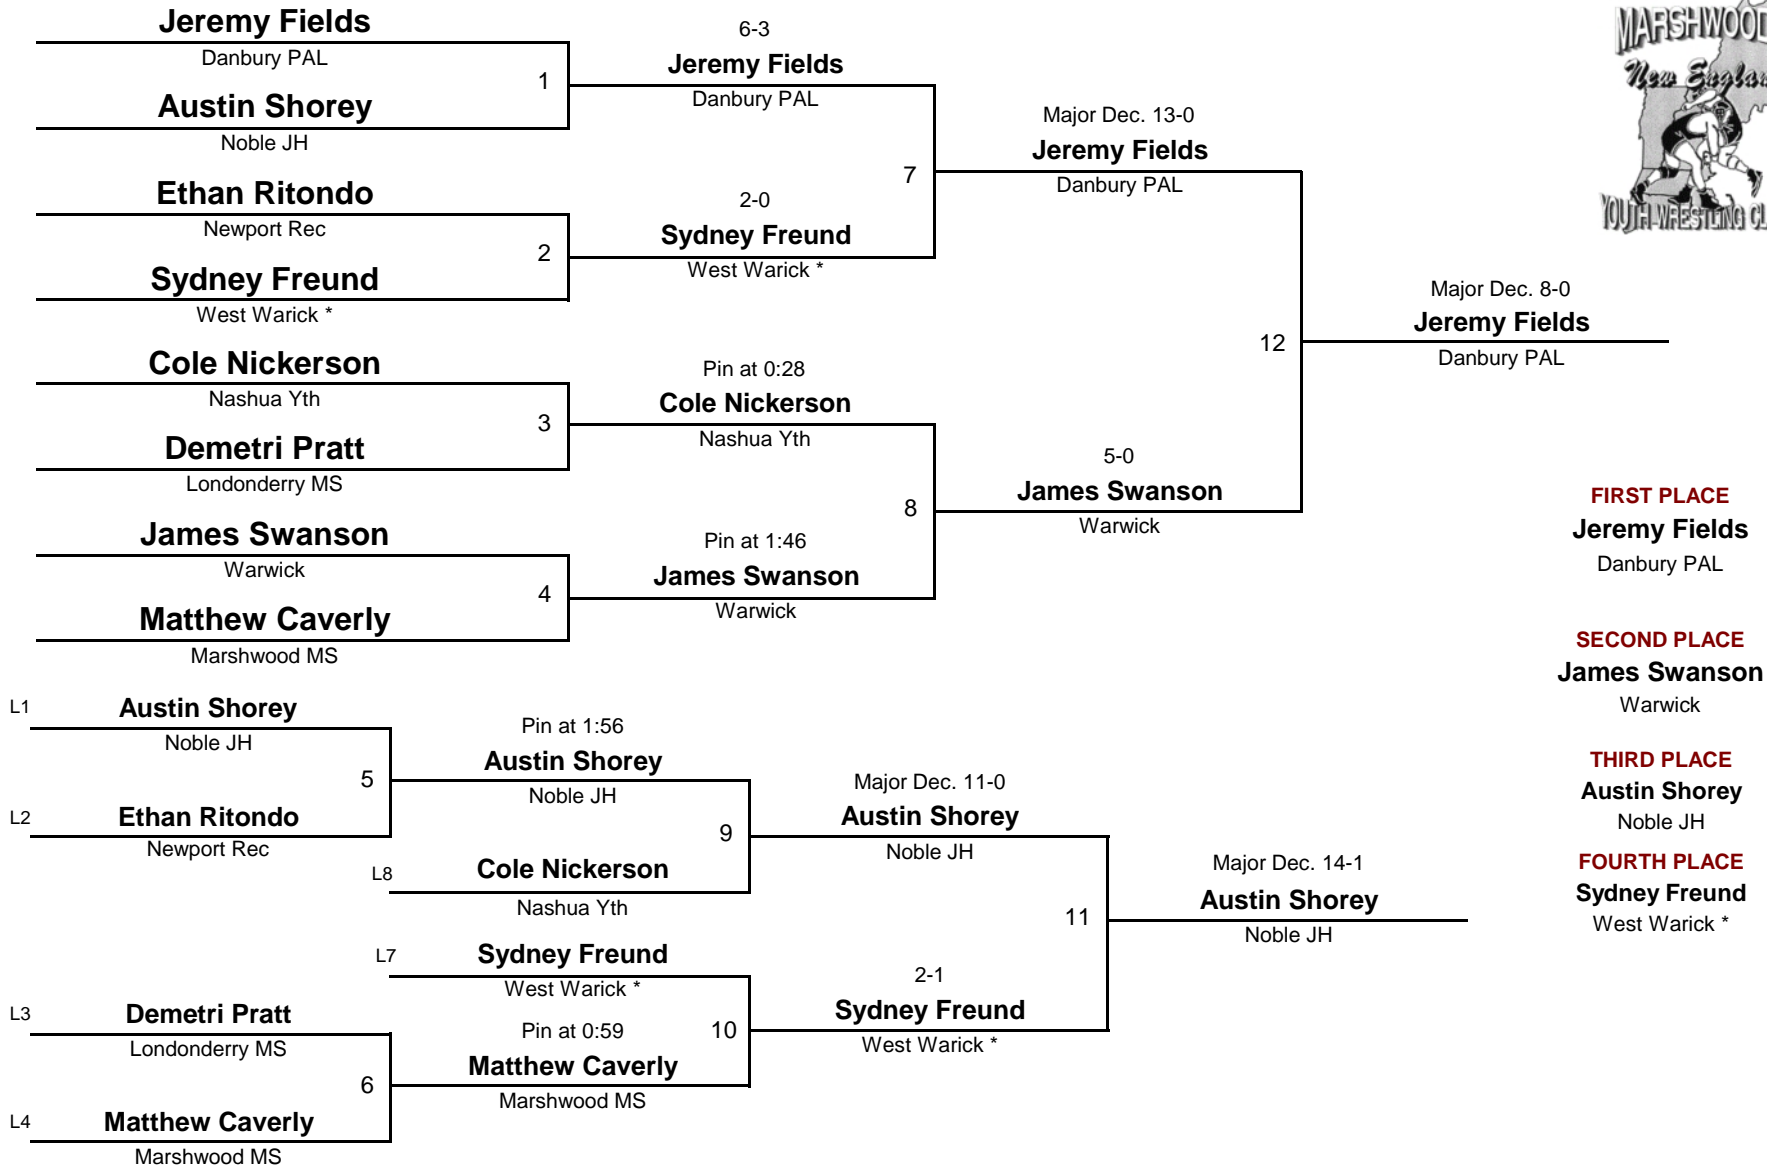 Jeremy Fields
Danbury PAL
1
Austin Shorey
Noble JH
Ethan Ritondo
Newport Rec
2
Sydney Freund
West Warick *
Cole Nickerson
Nashua Yth
3
Demetri Pratt
Londonderry MS
James Swanson
Warwick
4
Matthew Caverly
Marshwood MS
6-3
Jeremy Fields
Danbury PAL
7
2-0
Sydney Freund
West Warick *
Pin at 0:28
Cole Nickerson
Nashua Yth
8
Pin at 1:46
James Swanson
Warwick
Major Dec. 13-0
Jeremy Fields
Danbury PAL
12
5-0
James Swanson
Warwick
Major Dec. 8-0
Jeremy Fields
Danbury PAL
L1
Austin Shorey
Noble JH
5
L2
Ethan Ritondo
Newport Rec
Pin at 1:56
Austin Shorey
Noble JH
9
L8
Cole Nickerson
Nashua Yth
L7
Sydney Freund
West Warick *
10
L3
Demetri Pratt
Londonderry MS
6
L4
Matthew Caverly
Marshwood MS
Pin at 0:59
Matthew Caverly
Marshwood MS
Major Dec. 11-0
Austin Shorey
Noble JH
11
2-1
Sydney Freund
West Warick *
Major Dec. 14-1
Austin Shorey
Noble JH
MARSHWOOD
New England
YOUTH WRESTLING CL
FIRST PLACE
Jeremy Fields
Danbury PAL
SECOND PLACE
James Swanson
Warwick
THIRD PLACE
Austin Shorey
Noble JH
FOURTH PLACE
Sydney Freund
West Warick *